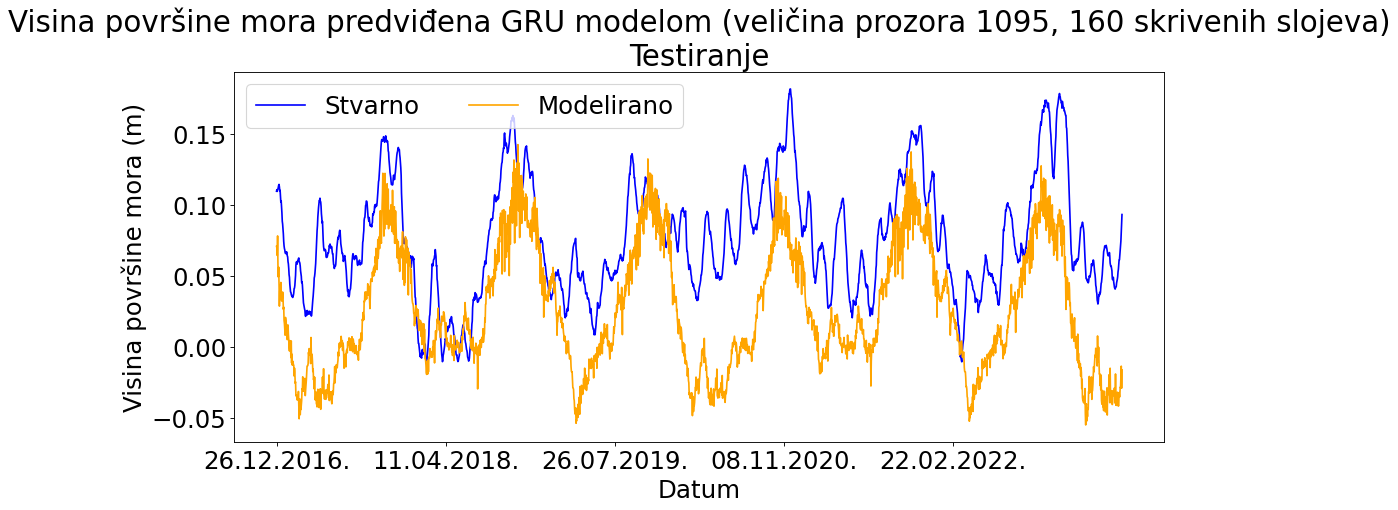 Visina površine mora predviđena GRU modelom (veličina prozora 1095, 160 skrivenih slojeva)
Testiranje
Stvarno
Modelirano
Visina površine mora (m)
0.15
0.10
0.05
0.00
−0.05
26.12.2016.
11.04.2018.
26.07.2019.
08.11.2020.
22.02.2022.
Datum